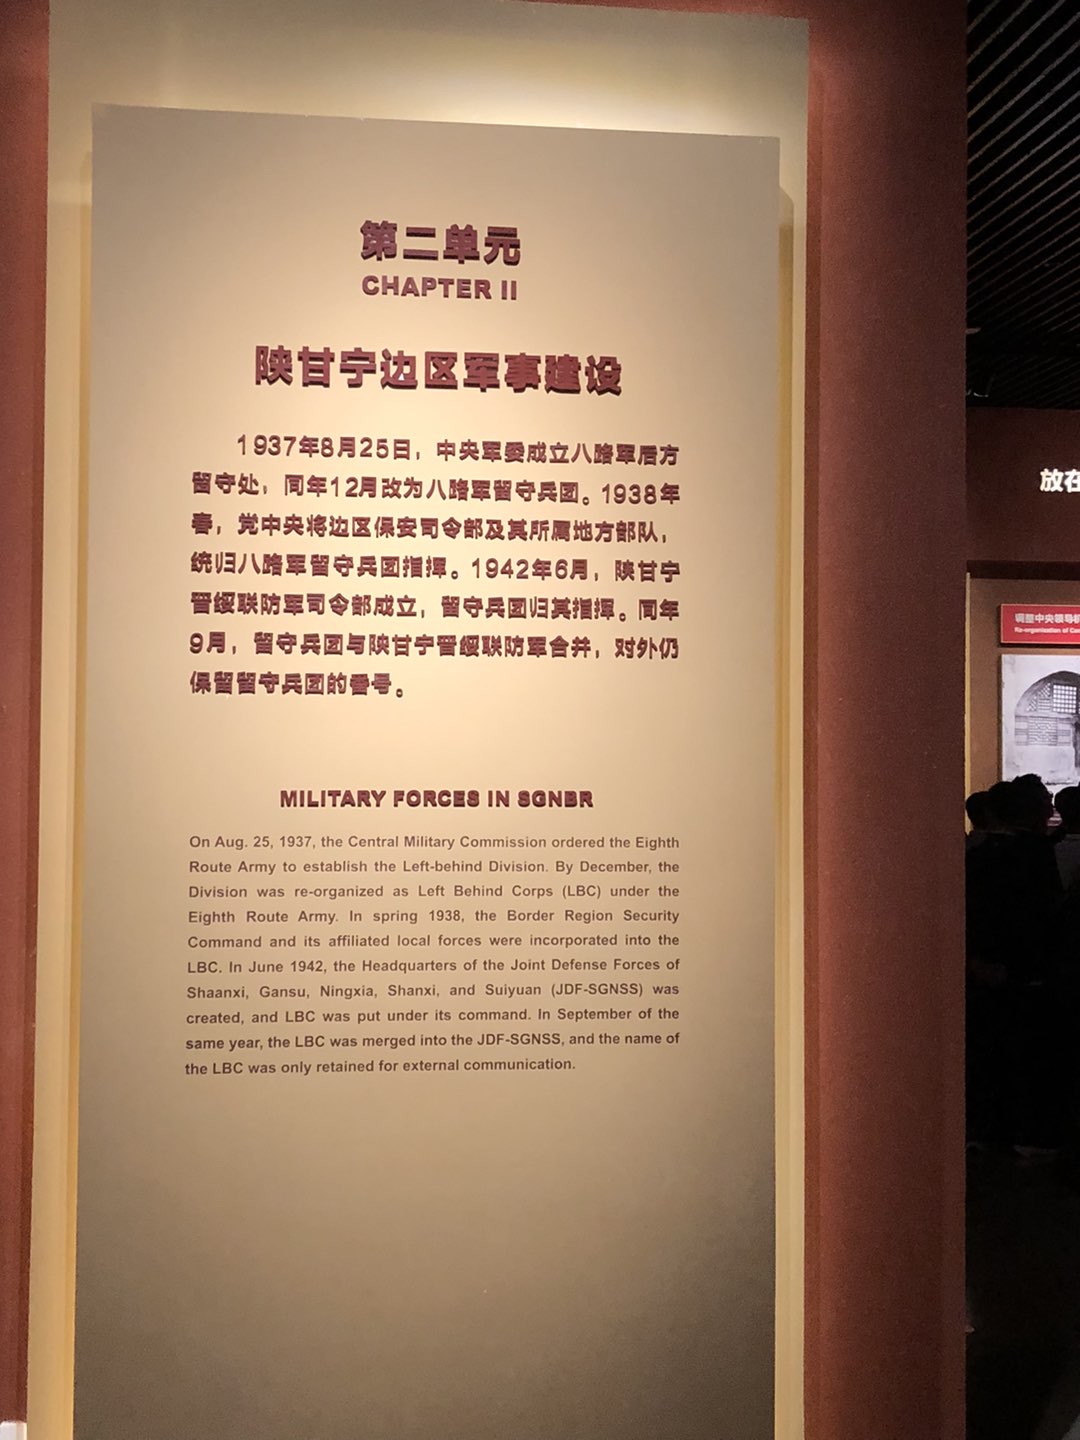 第二单元
CHAPTER II
陕甘宁边区军事建设
1937年8月25日，中央军委成立八路军后方
留守处，同年12月改为八路军留守兵团。1938年
春，党中央将边区保安司令部及其所属地方部队，
统归八路军留守兵团指挥。1942年6月，陕甘宁
晋绥联防军司令部成立，留守兵团归其指挥。同年
9月，留守兵团与陕甘宁晋绥联防军合并，对外仍
保留留守兵团的番号。
MILITARY FORCES IN SGNBR
On Aug. 25, 1937, the Central Military Commission ordered the Eighth
Route Army to establish the Left-behind Division. By December, the
Division was re-organized as Left Behind Corps (LBC) under the
Eighth Route Army. In spring 1938, the Border Region Security
Command and its affiliated local forces were incorporated into the
LBC. In June 1942, the Headquarters of the Joint Defense Forces of
Shaanxi, Gansu, Ningxia, Shanxi, and Suiyuan (JDF-SGNSS) was
created, and LBC was put under its command. In September of the
same year, the LBC was merged into the JDF-SGNSS, and the name of
the LBC was only retained for external communication.
放在
调整中央领导机
Re-organisation of Cen